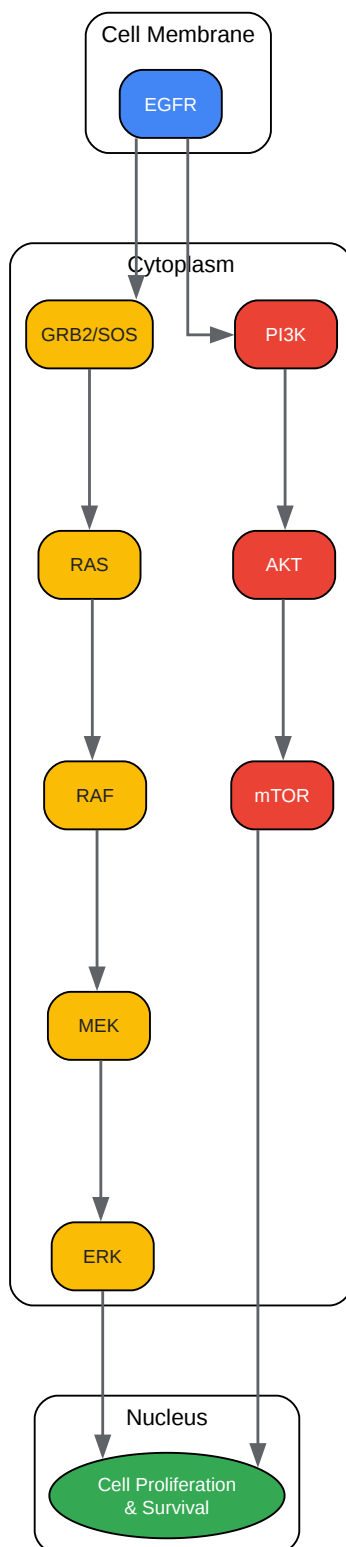 Cell Membrane
EGFR
Cytoplasm
GRB2/SOS
PI3K
RAS
AKT
RAF
mTOR
MEK
ERK
Nucleus
Cell Proliferation
& Survival